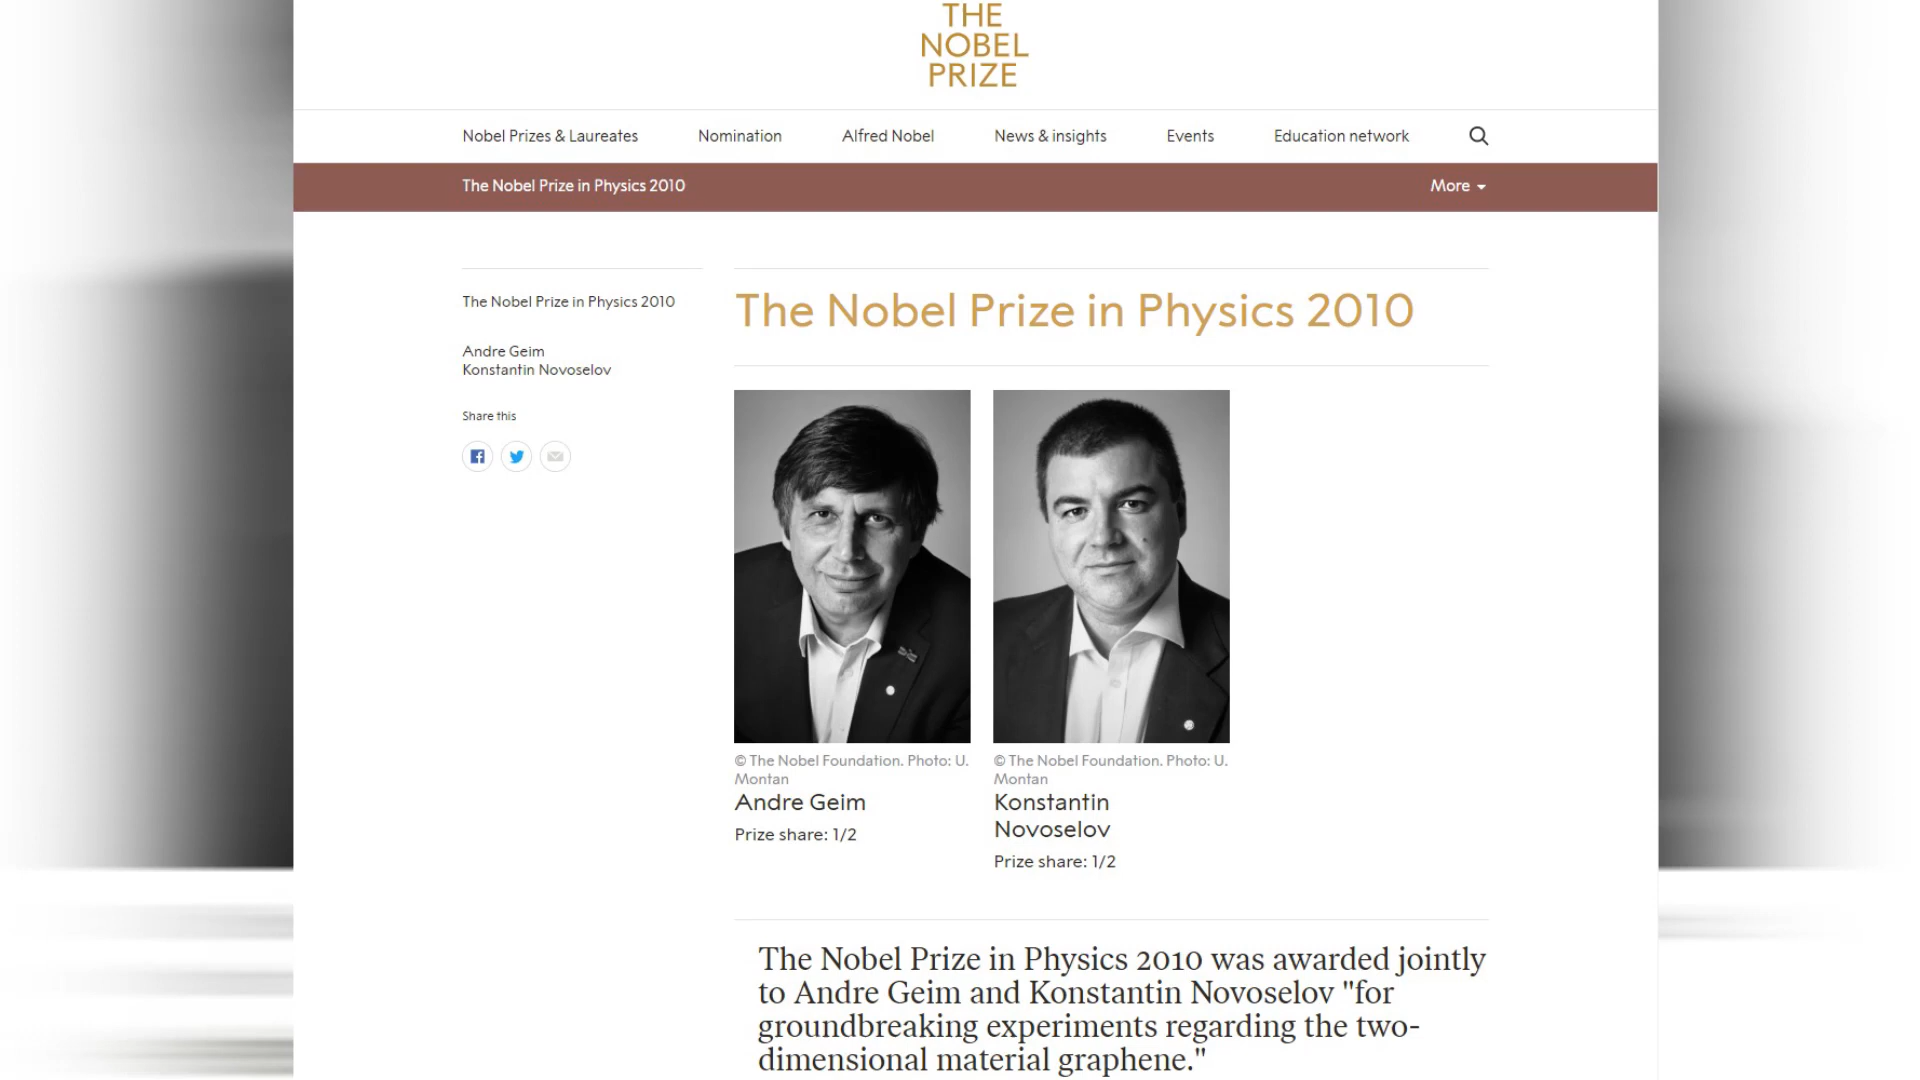 THE
NOBEL
PRIZE
Nobel Prizes & Laureates Nomination Alfred Nobel News & insights Events Education network
The Nobel Prize in Physics 2010 More
The Nobel Prize in Physics 2010
Andre Geim
Konstantin Novoselov
Share this
The Nobel Prize in Physics 2010
© The Nobel Foundation. Photo: U.
Montan
Andre Geim
Prize share: 1/2
© The Nobel Foundation. Photo: U.
Montan
Konstantin
Novoselov
Prize share: 1/2
The Nobel Prize in Physics 2010 was awarded jointly
to Andre Geim and Konstantin Novoselov "for
groundbreaking experiments regarding the two-
dimensional material graphene."